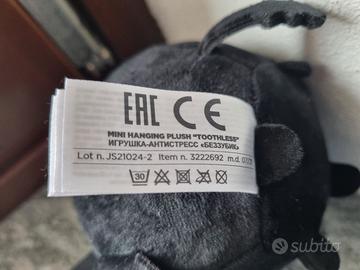 EAC CE
MINI HANGING PLUSH "TOOTHLESS"
ИГРУШКА-АНТИСТРЕСС «БЕЗЗУБИК»
Lot n. JS21024-2 Item n. 3222692 m.d.
30
subito